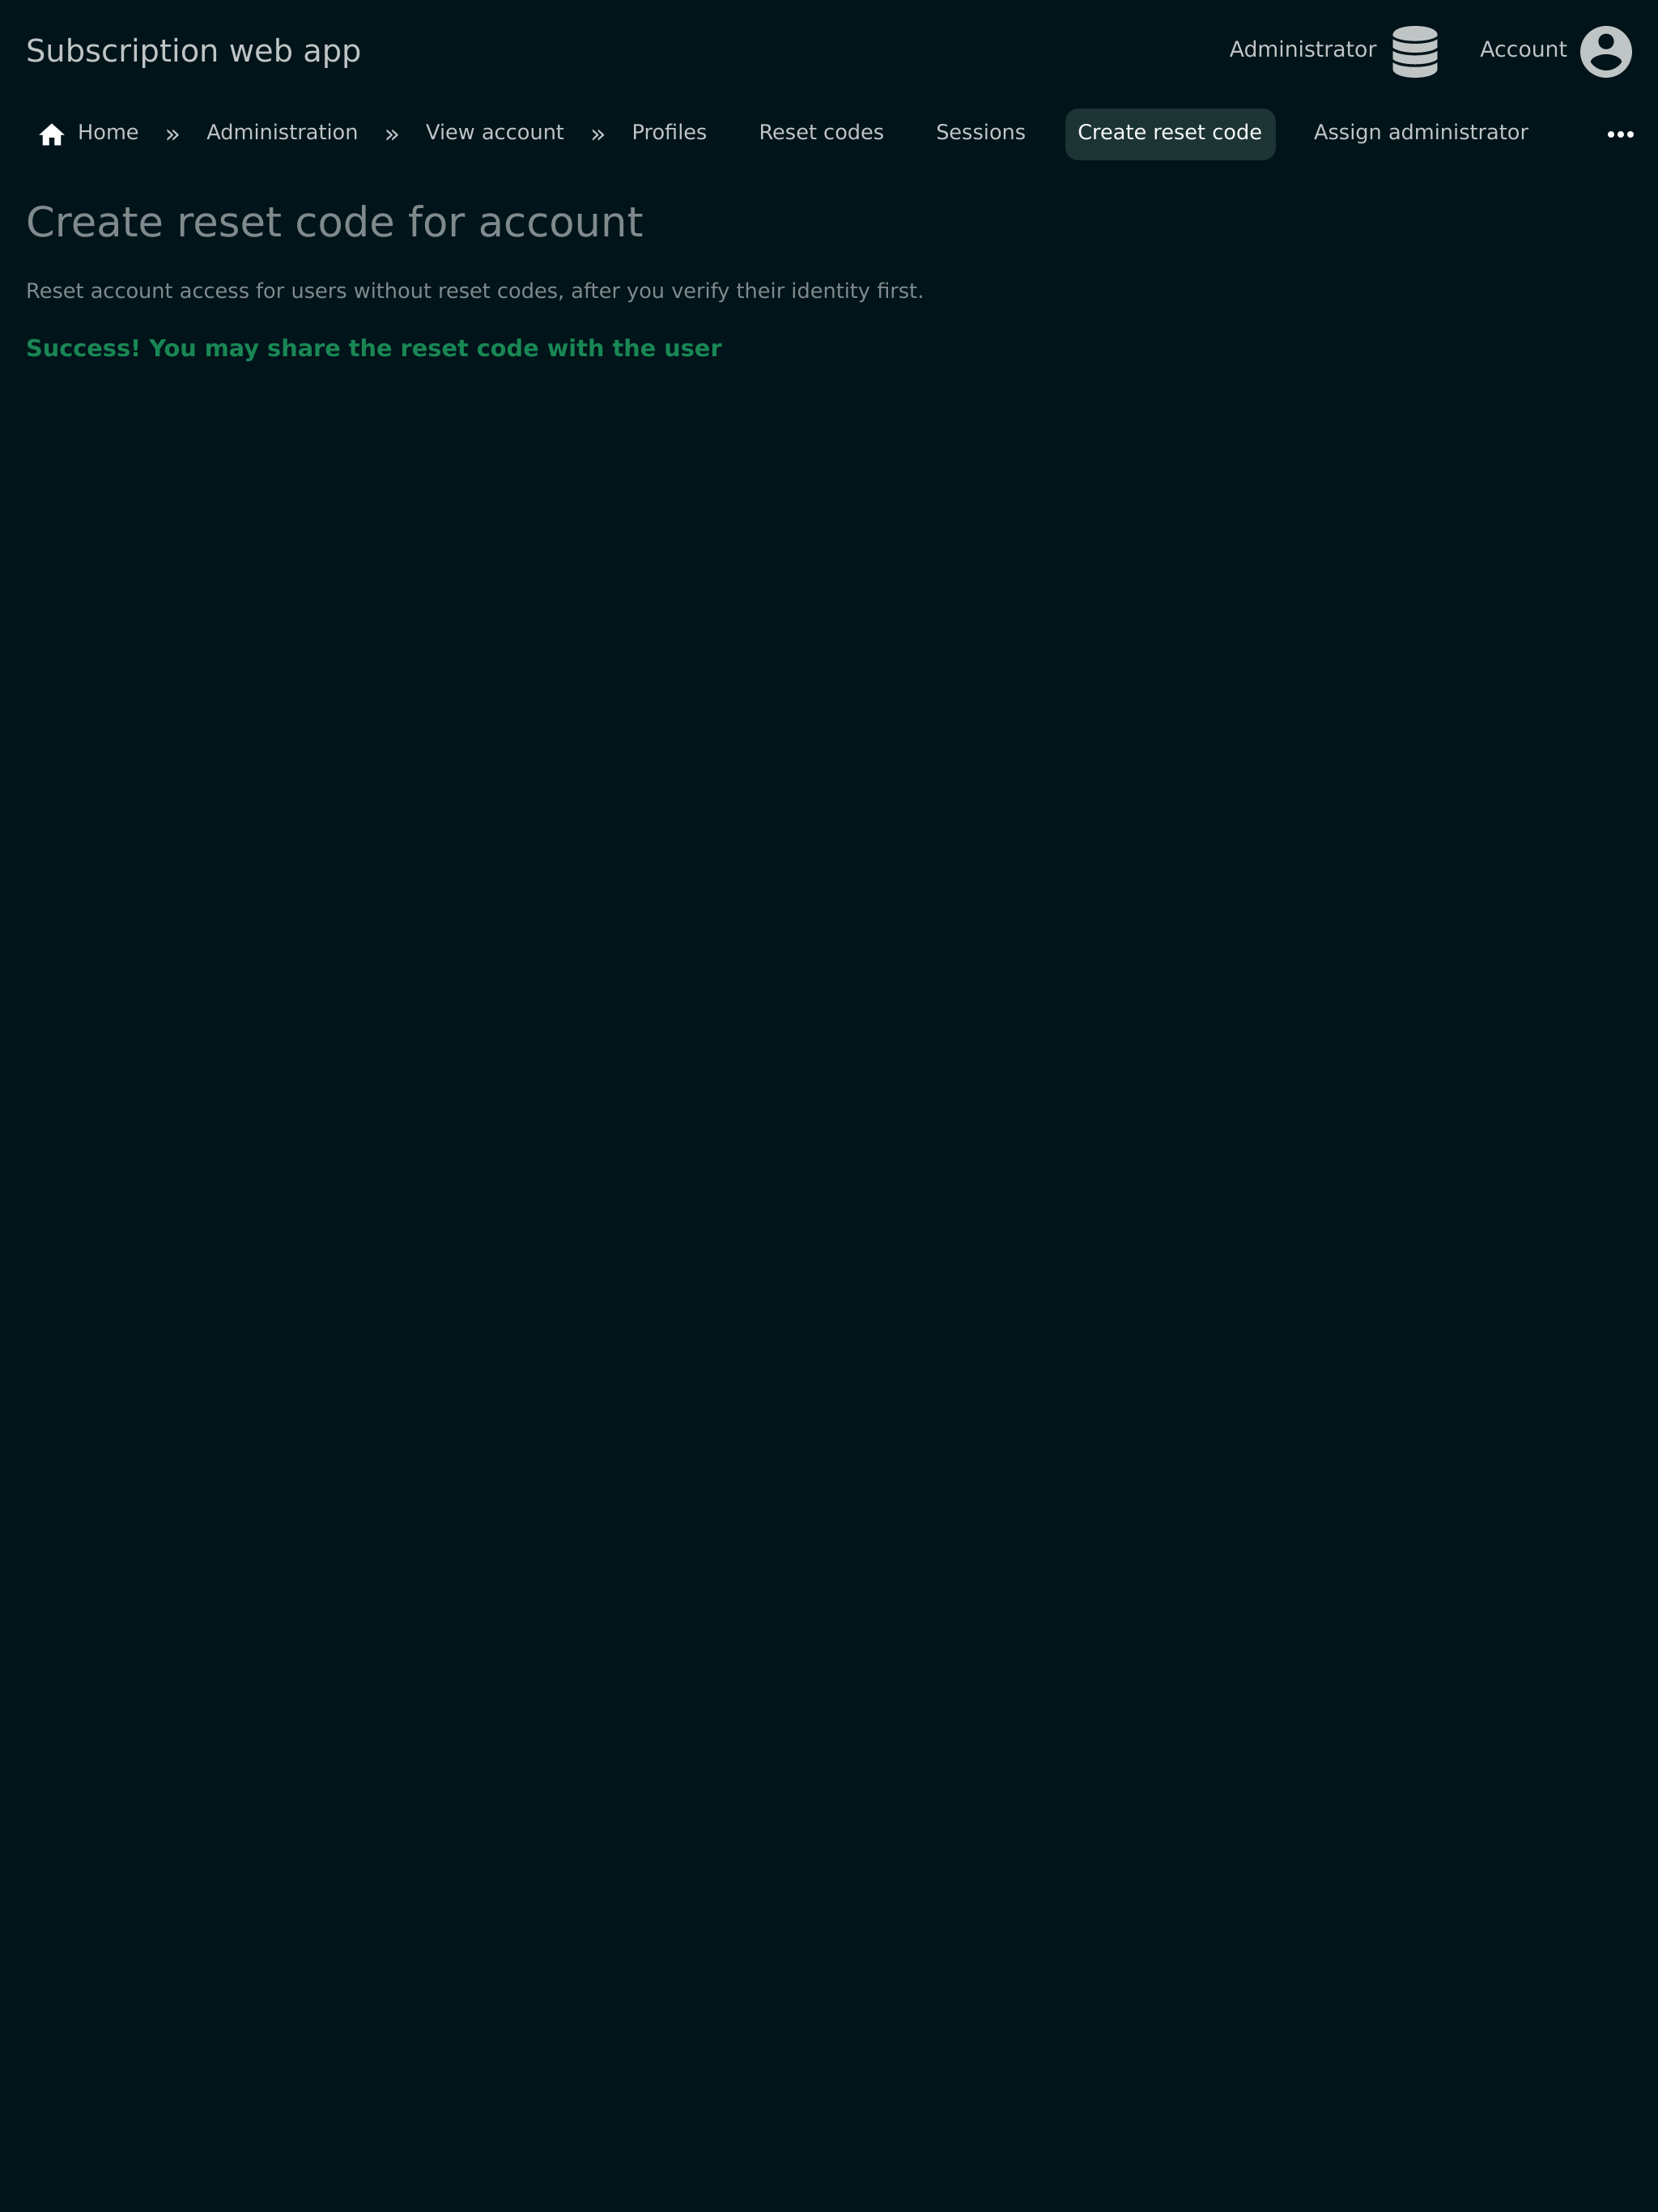 Subscription web app
Administrator
Account
Home » Administration » View account » Profiles Reset codes Sessions Create reset code Assign administrator
Create reset code for account
Reset account access for users without reset codes, after you verify their identity first.
Success! You may share the reset code with the user